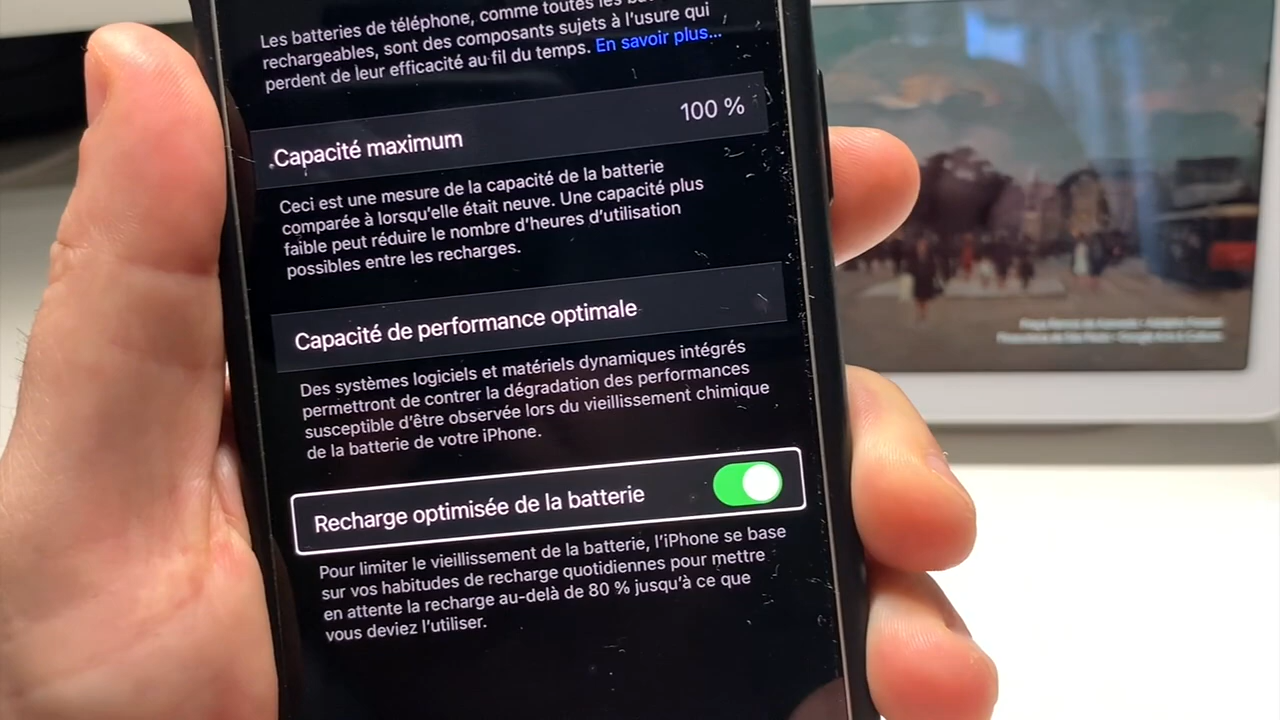 Les batteries de téléphone, comme toutes les
rechargeables, sont des composants sujets à l'usure qui
perdent de leur efficacité au fil du temps. En savoir plus...
Capacité maximum 100 %
Ceci est une mesure de la capacité de la batterie
comparée à lorsqu'elle était neuve. Une capacité plus
faible peut réduire le nombre d'heures d'utilisation
possibles entre les recharges.
Capacité de performance optimale
Des systèmes logiciels et matériels dynamiques intégrés
permettront de contrer la dégradation des performances
susceptible d'être observée lors du vieillissement chimique
de la batterie de votre iPhone.
Recharge optimisée de la batterie
Pour limiter le vieillissement de la batterie, l'iPhone se base
sur vos habitudes de recharge quotidiennes pour mettre
en attente la recharge au-delà de 80 % jusqu'à ce que
vous deviez l'utiliser.